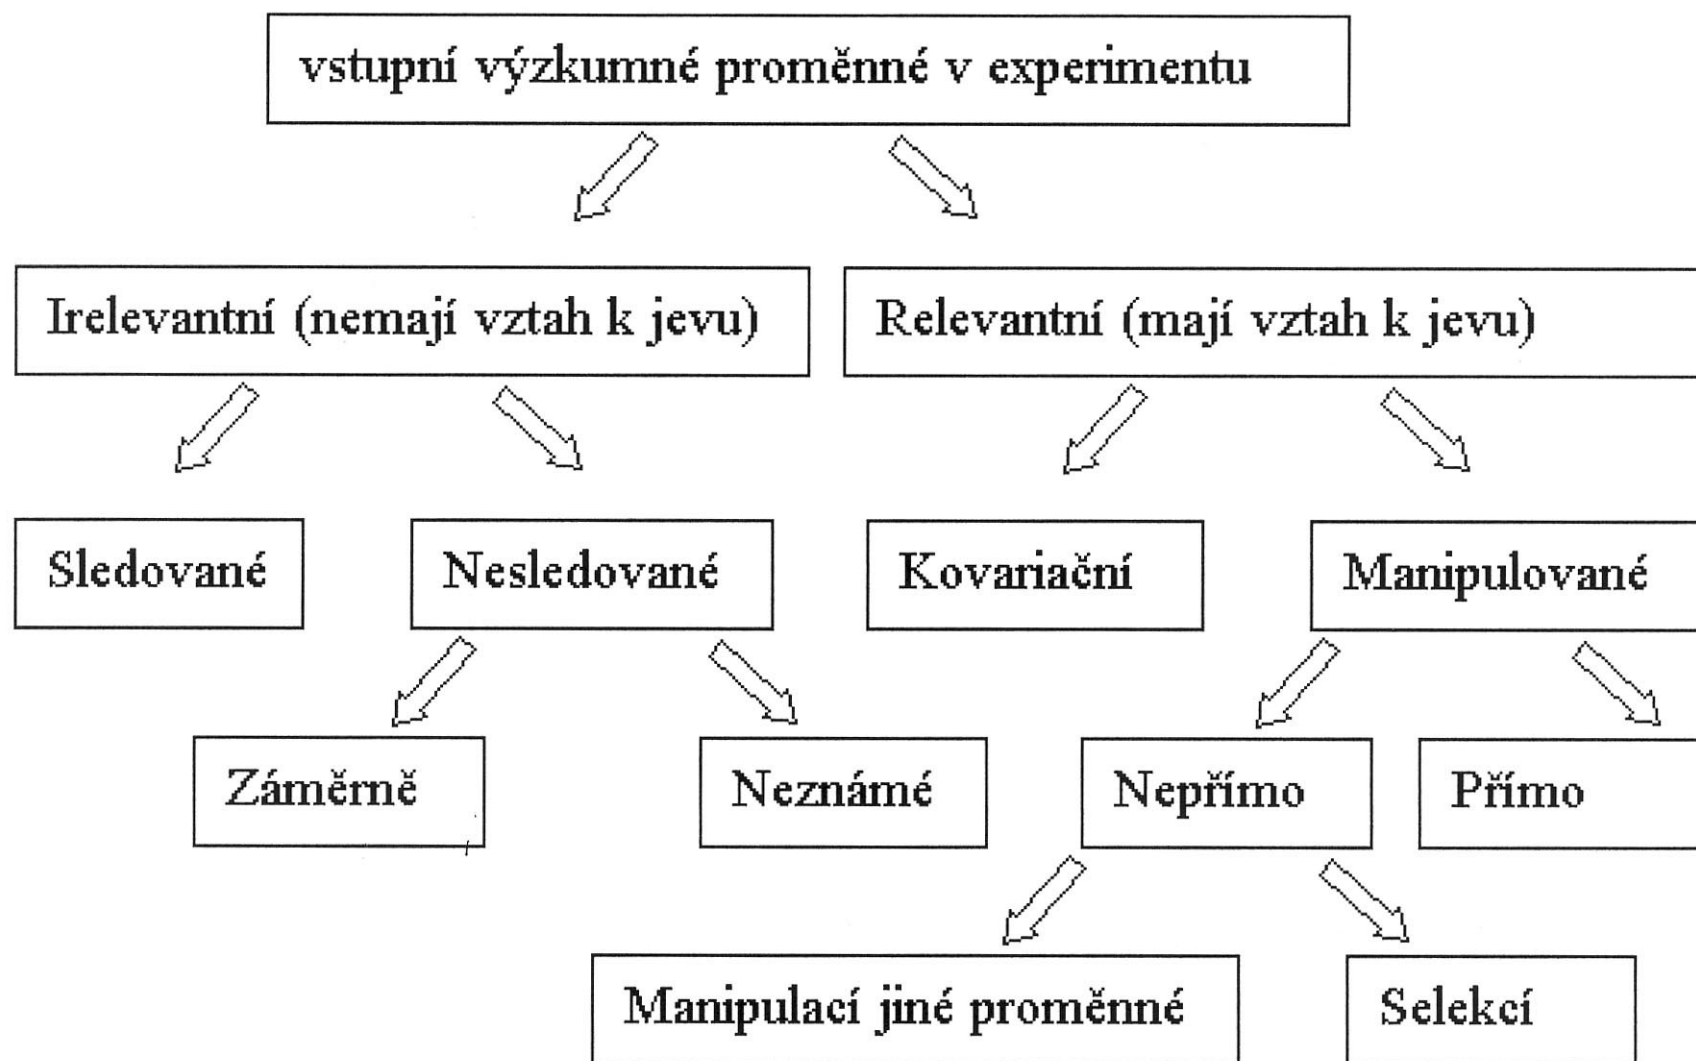 vstupní výzkumné proměnné v experimentu
Irelevantní (nemají vztah k jevu)
Relevantní (mají vztah k jevu)
Sledované
Nesledované
Kovariační
Manipulované
Záměrně
Neznámé
Nepřímo
Přímo
Manipulací jiné proměnné
Selekcí